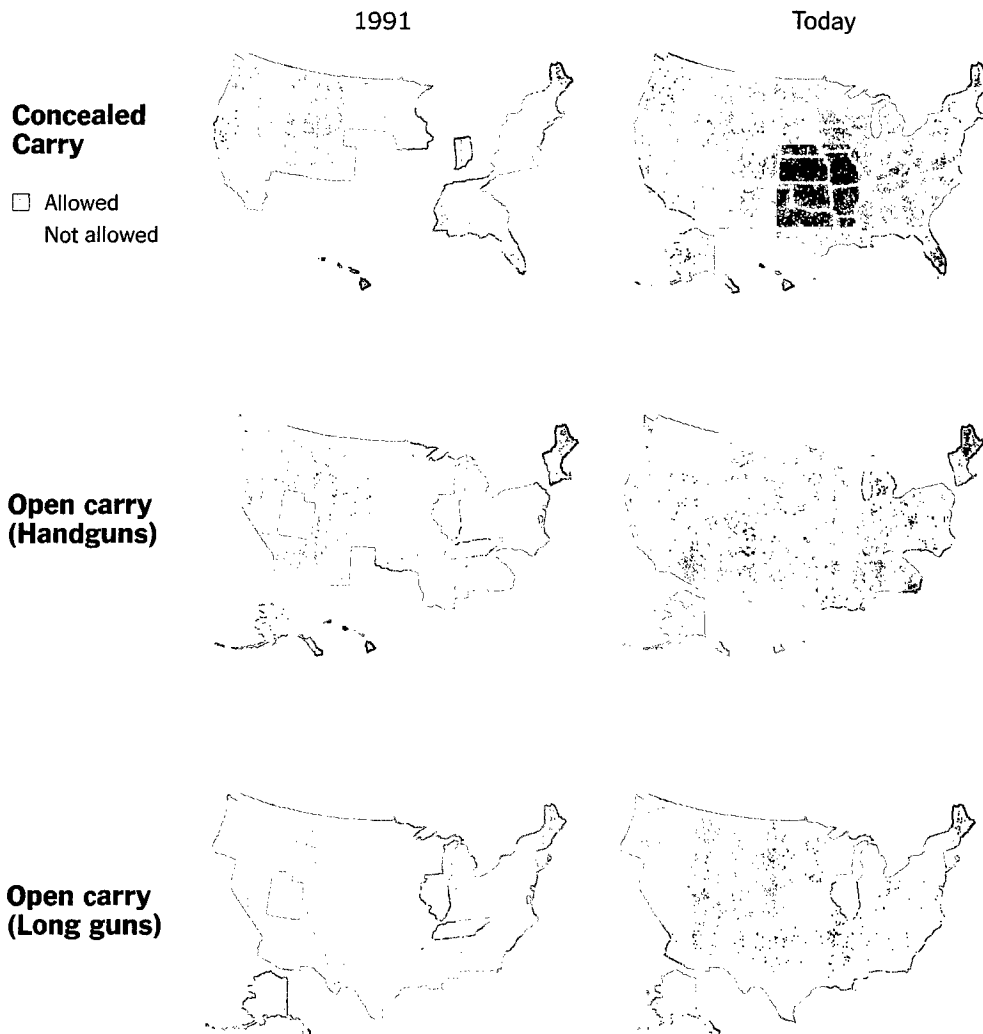 1991
Today
Concealed
Carry
Allowed
Not allowed
Open carry
(Handguns)
Open carry
(Long guns)